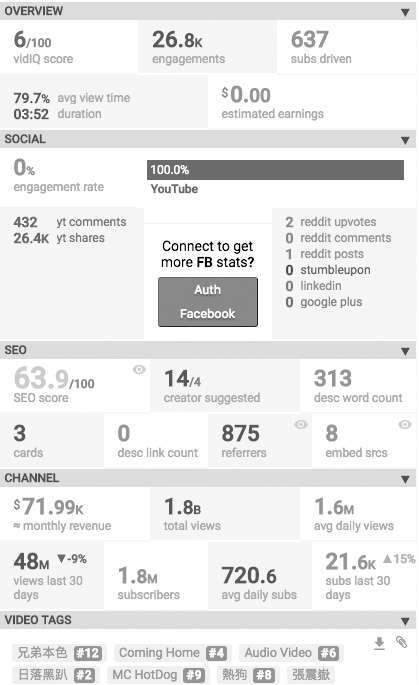 OVERVIEW
6/100 26.8K 637
vidIQ score engagements subs driven
79.7% avg view time $0.00
03:52 duration estimated earnings
SOCIAL
0% 100.0%
engagement rate YouTube
432 yt comments
26.4K yt shares
Connect to get
more FB stats?
Auth
Facebook
2 reddit upvotes
0 reddit comments
1 reddit posts
0 stumbleupon
0 linkedin
0 google plus
SEO
63.9/100 14/4 313
SEO score creator suggested desc word count
3 0 875 8
cards desc link count referrers embed srcs
CHANNEL
$71.99K 1.8B 1.6M
≈ monthly revenue total views avg daily views
48M ▼-9% 1.8M 720.6 21.6K ▲15%
views last 30 days subscribers avg daily subs subs last 30 days
VIDEO TAGS
兄弟本色 #12 Coming Home #4 Audio Video #6
日落黑趴 #2 MC HotDog #9 熱狗 #8 張震嶽